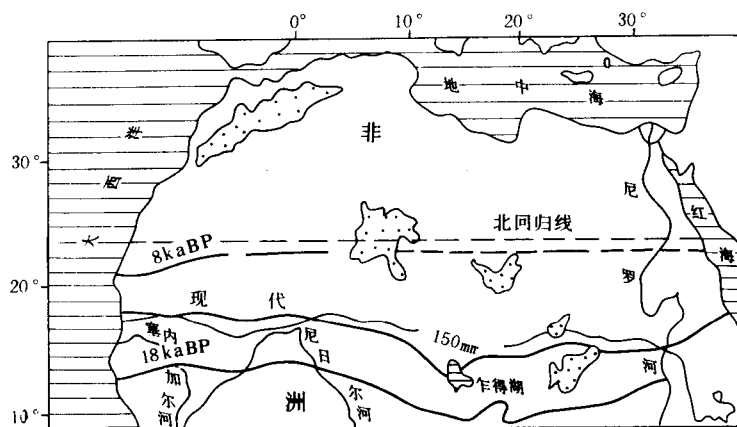 0° 10° 20° 30°
地中海
大西洋
非
30°
尼罗河
红海
北回归线
8kaBP
20°
现代
150mm
塞内加尔河
18kaBP
尼日尔河
乍得湖
洲
10°